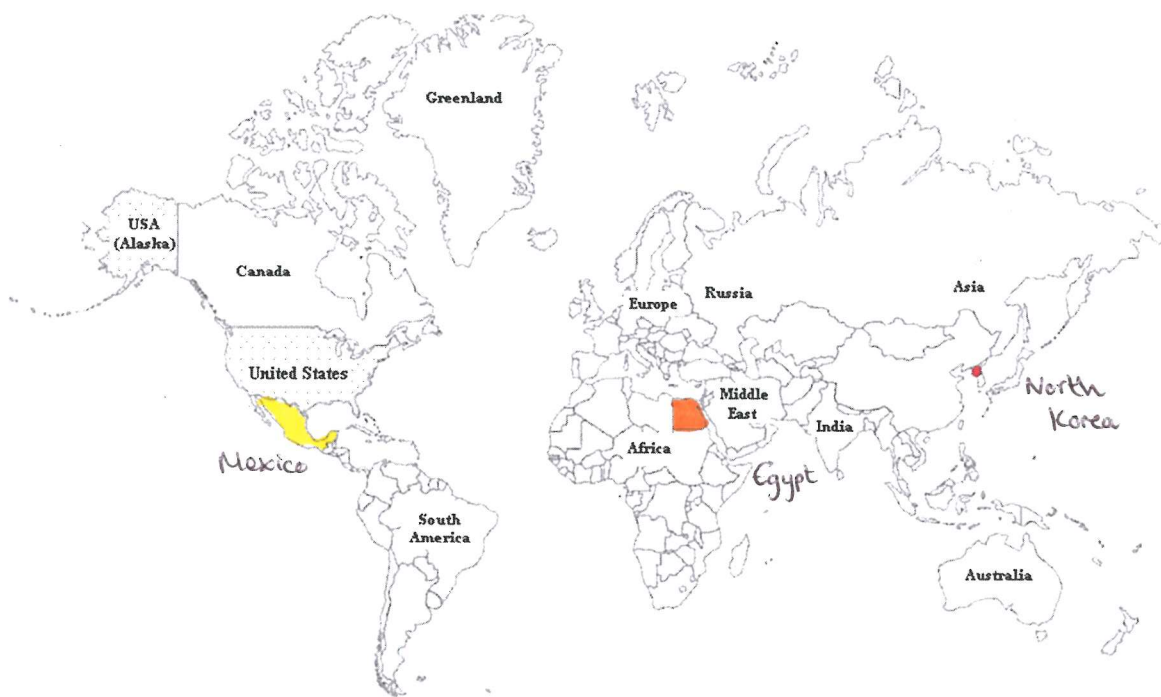 Greenland
USA
(Alaska)
Canada
Europe
Russia
Asia
United States
Middle
East
North
Korea
India
Africa
Mexico
Egypt
South
America
Australia